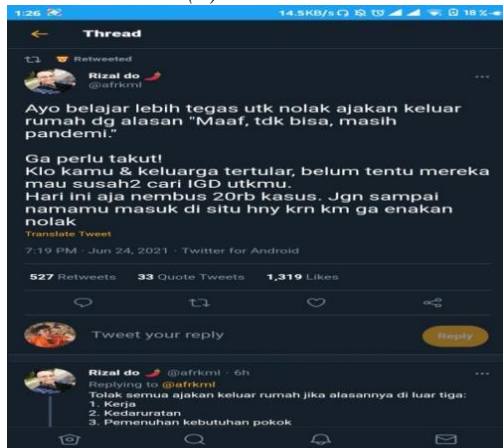 1:26 14.5KB/s 18%
Thread
Retweeted
Rizal do
@afrkml
Ayo belajar lebih tegas utk nolak ajakan keluar
rumah dg alasan "Maaf, tdk bisa, masih
pandemi."
Ga perlu takut!
Klo kamu & keluarga tertular, belum tentu mereka
mau susah2 cari IGD utkmu.
Hari ini aja nembus 20rb kasus. Jgn sampai
namamu masuk di situ hny krn km ga enakan
nolak
Translate Tweet
7:19 PM · Jun 24, 2021 · Twitter for Android
527 Retweets 33 Quote Tweets 1,319 Likes
Tweet your reply
Reply
Rizal do @afrkml · 6h
Replying to @afrkml
Tolak semua ajakan keluar rumah jika alasannya di luar tiga:
1. Kerja
2. Kedaruratan
3. Pemenuhan kebutuhan pokok